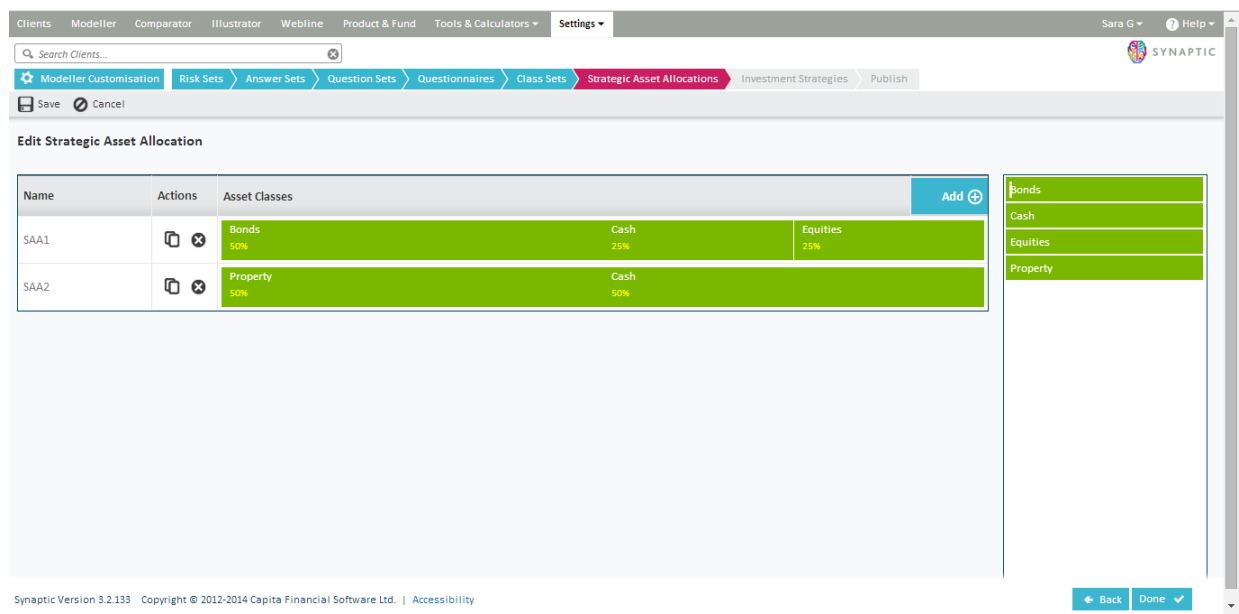 Clients Modeller Comparator Illustrator Webline Product & Fund Tools & Calculators Settings Sara G ? Help
Search Clients... SYNAPTIC
Modeller Customisation Risk Sets Answer Sets Question Sets Questionnaires Class Sets Strategic Asset Allocations Investment Strategies Publish
Save Cancel
Edit Strategic Asset Allocation
Name Actions Asset Classes Add
SAA1
Bonds Cash Equities
50% 25% 25%
SAA2
Property Cash
50% 50%
Bonds
Cash
Equities
Property
Synaptic Version 3.2.133 Copyright © 2012-2014 Capita Financial Software Ltd. | Accessibility
Back Done